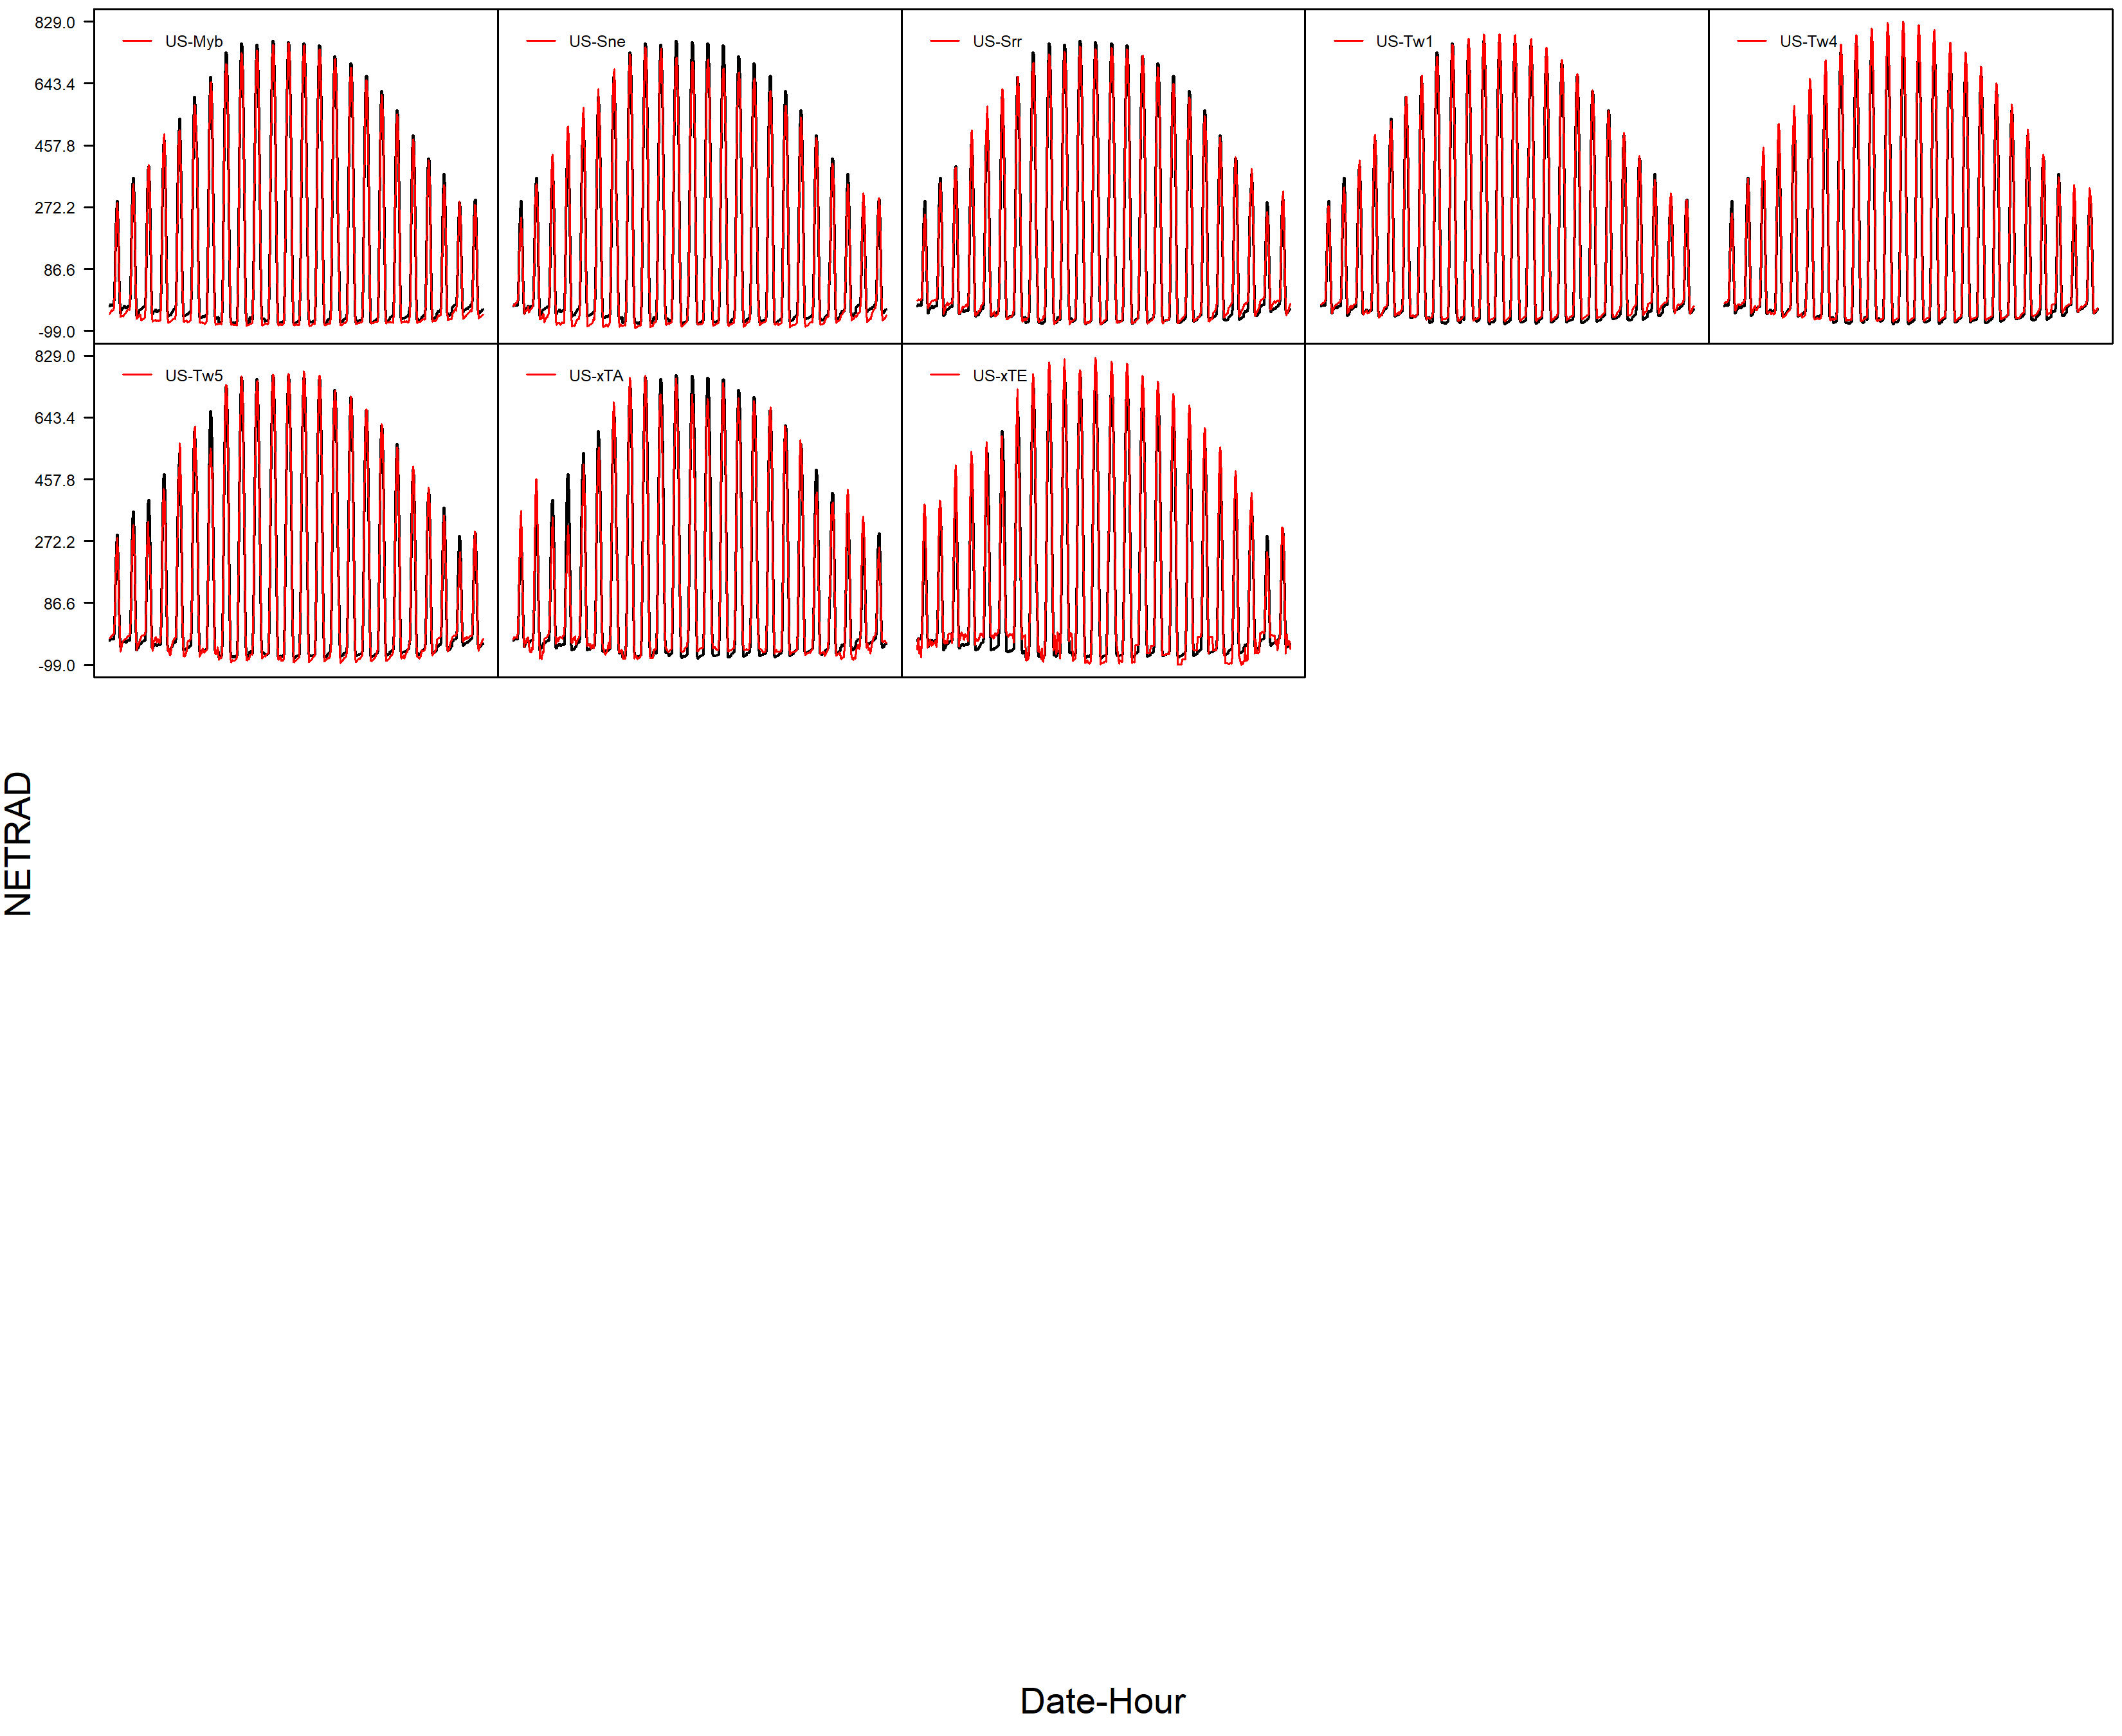 829.0
643.4
457.8
272.2
86.6
-99.0
US-Myb
US-Sne
US-Srr
US-Tw1
US-Tw4
829.0
643.4
457.8
272.2
86.6
-99.0
US-Tw5
US-xTA
US-xTE
NETRAD
Date-Hour